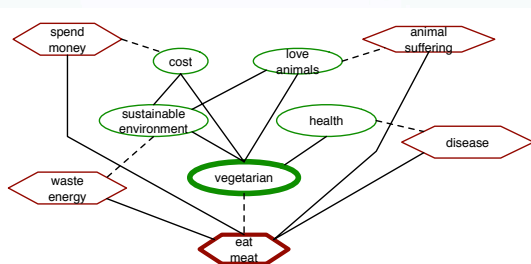 spend
money
cost
love
animals
animal
suffering
sustainable
environment
health
disease
waste
energy
vegetarian
eat
meat